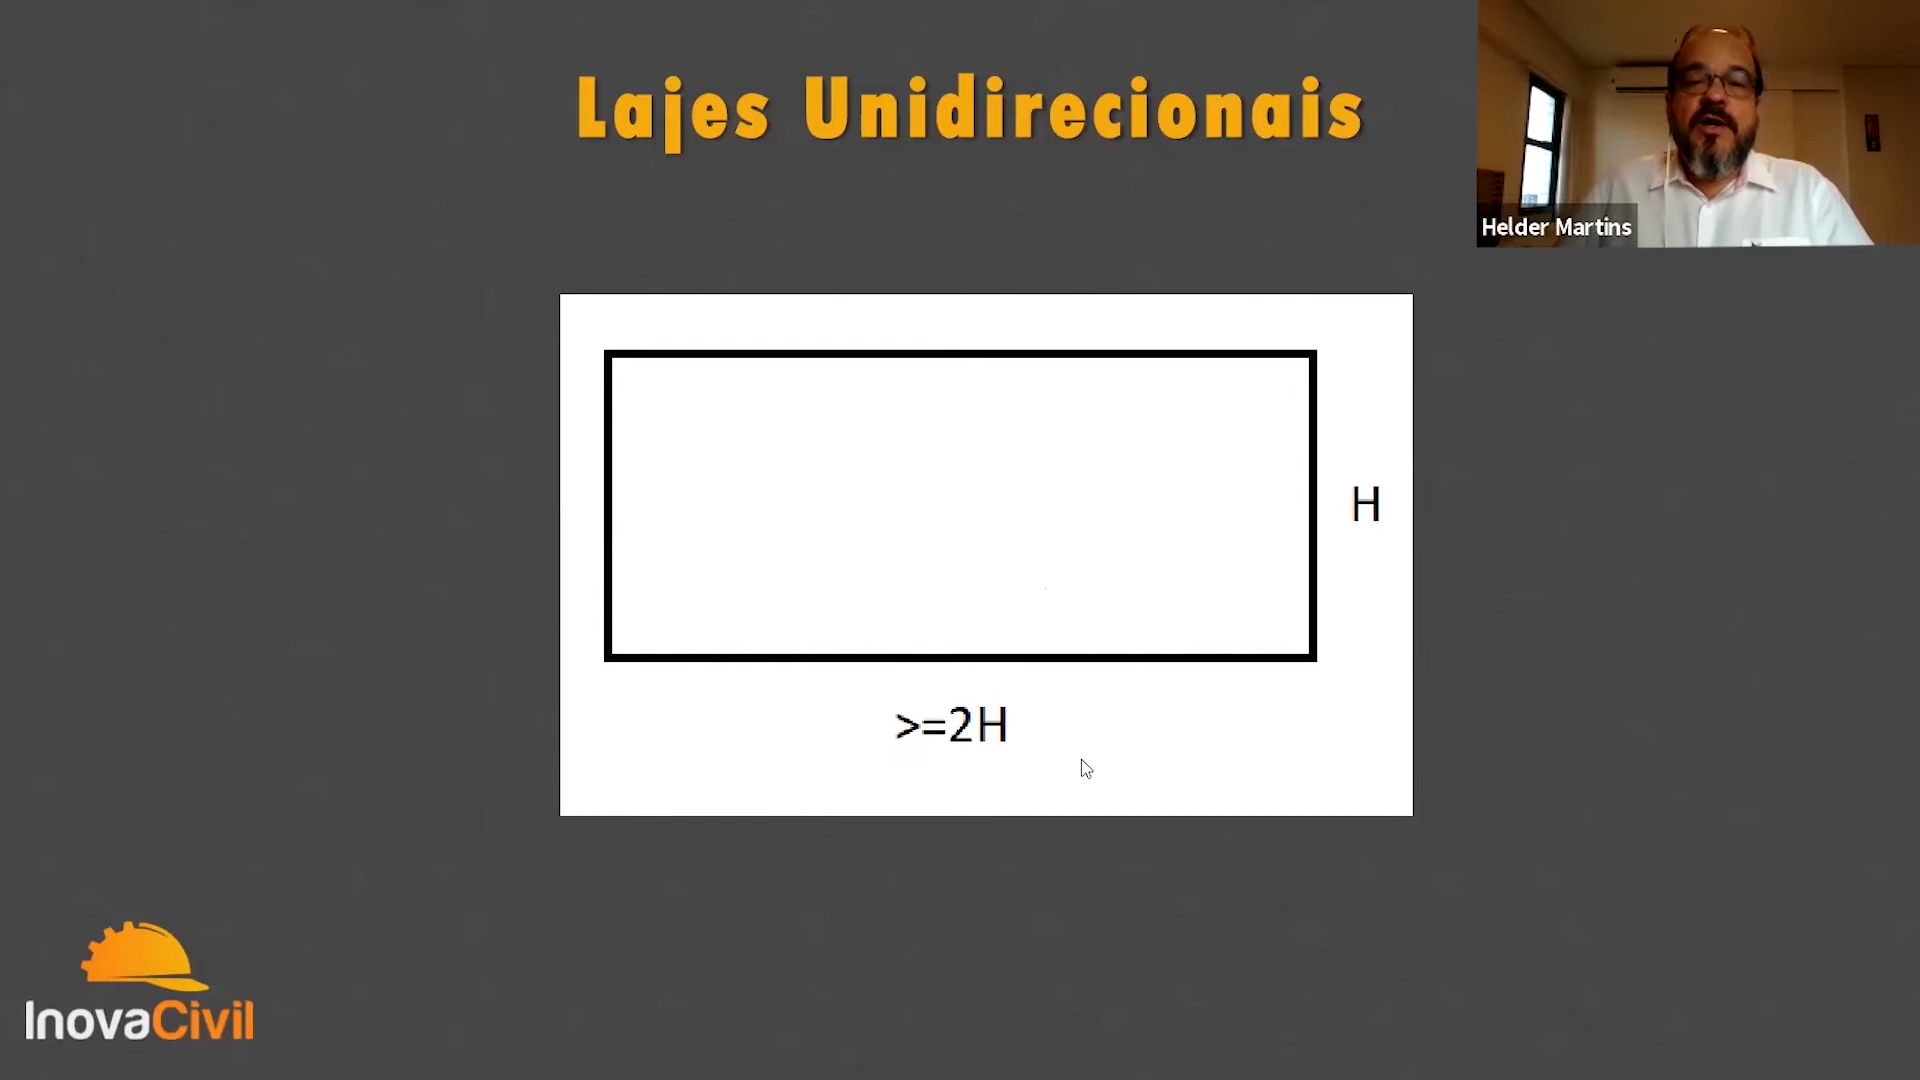 Lajes Unidirecionais
Helder Martins
H
>=2H
InovaCivil